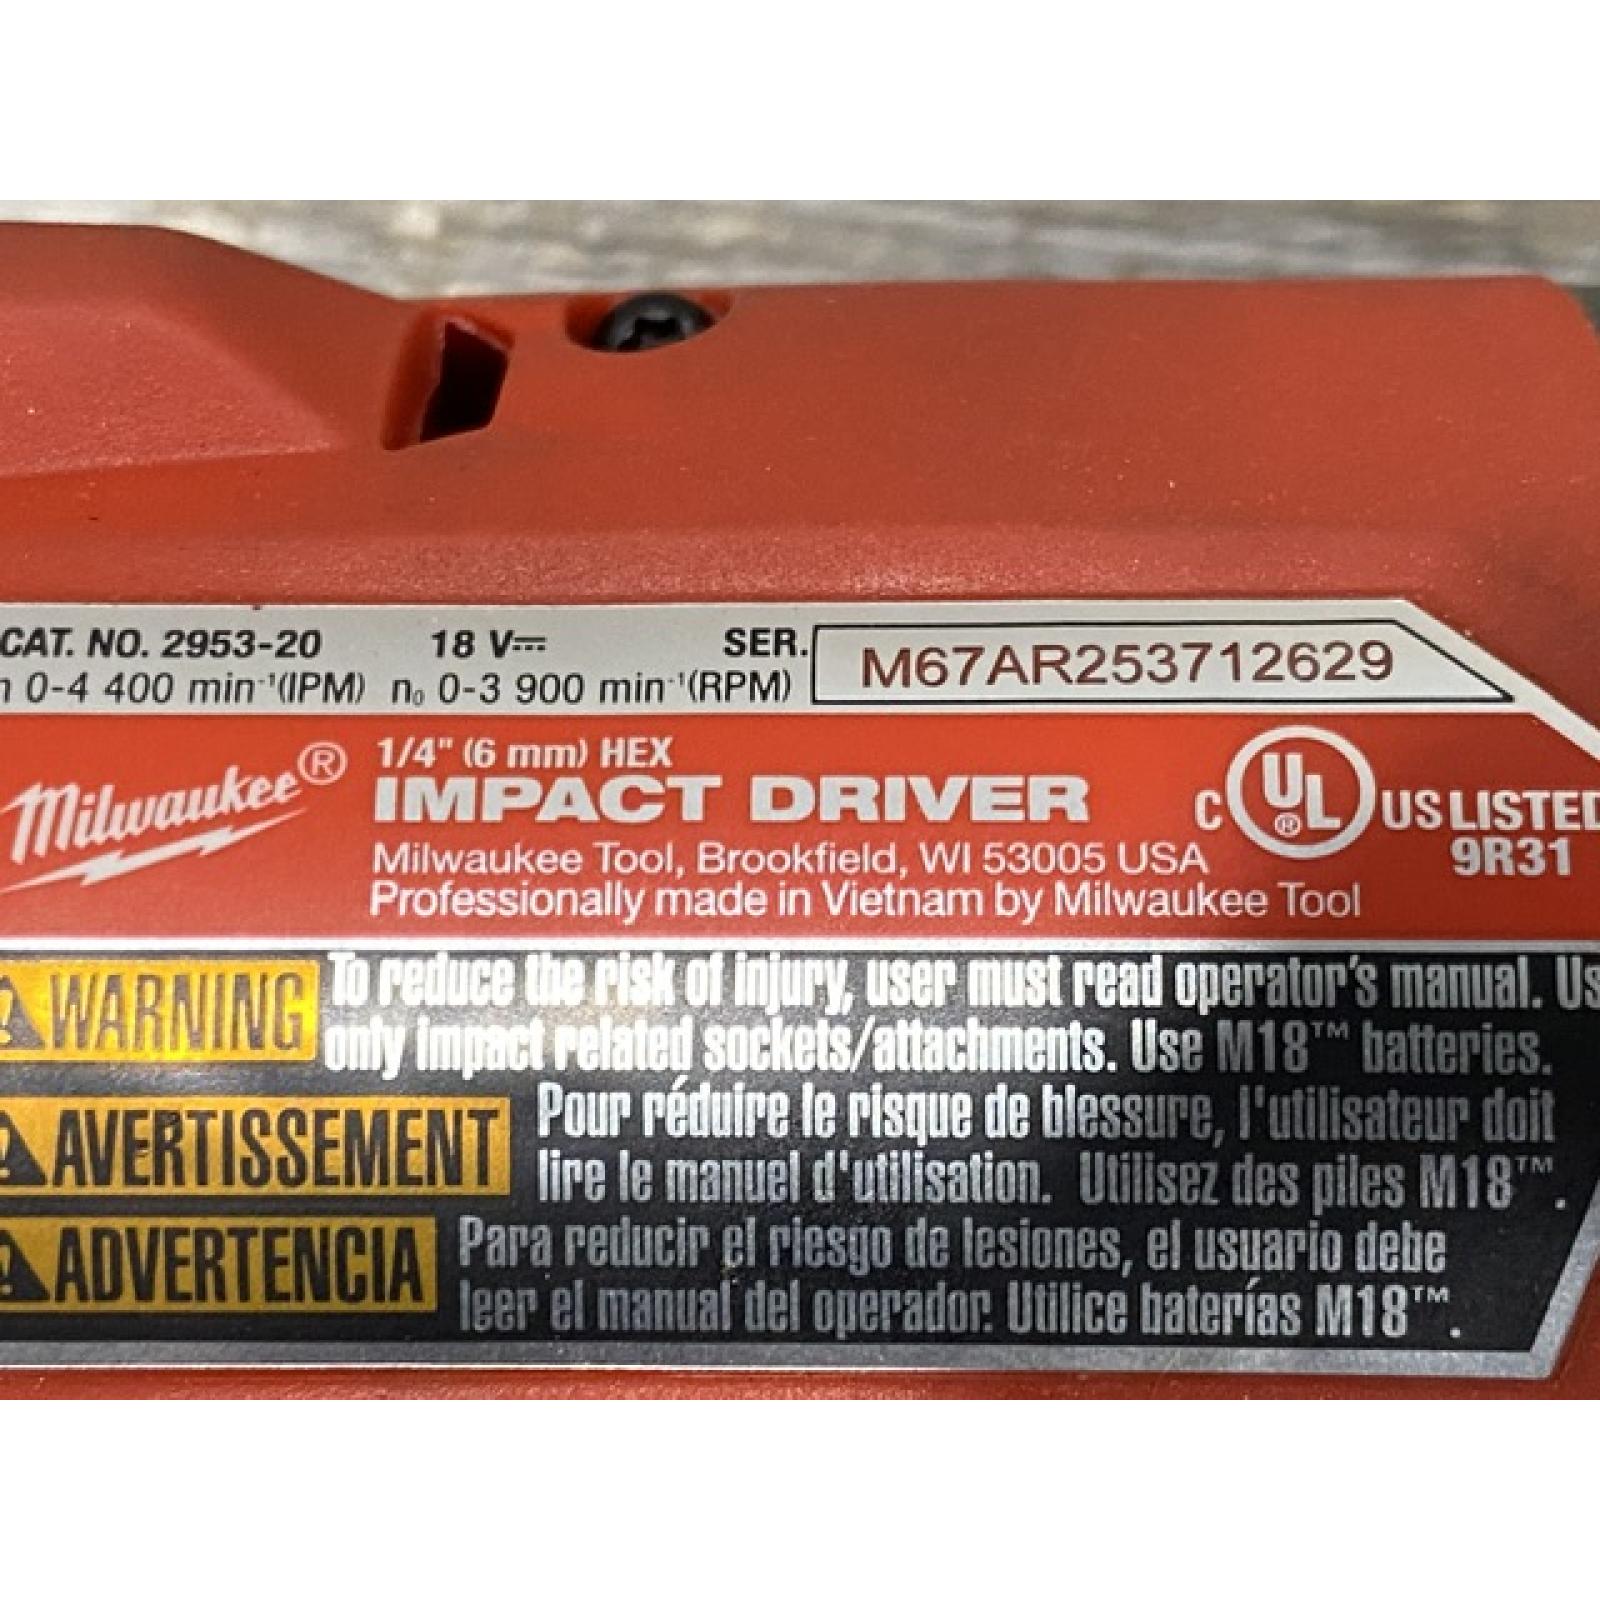 CAT. NO. 2953-20 18 V⎓ SER. M67AR253712629
n 0-4 400 min⁻¹(IPM) n₀ 0-3 900 min⁻¹(RPM)
Milwaukee®
1/4" (6 mm) HEX
IMPACT DRIVER
Milwaukee Tool, Brookfield, WI 53005 USA
Professionally made in Vietnam by Milwaukee Tool
C UL® US LISTED
9R31
WARNING To reduce the risk of injury, user must read operator's manual. Us
only impact related sockets/attachments. Use M18™ batteries.
AVERTISSEMENT Pour réduire le risque de blessure, l'utilisateur doit
lire le manuel d'utilisation. Utilisez des piles M18™.
ADVERTENCIA Para reducir el riesgo de lesiones, el usuario debe
leer el manual del operador. Utilice baterías M18™.